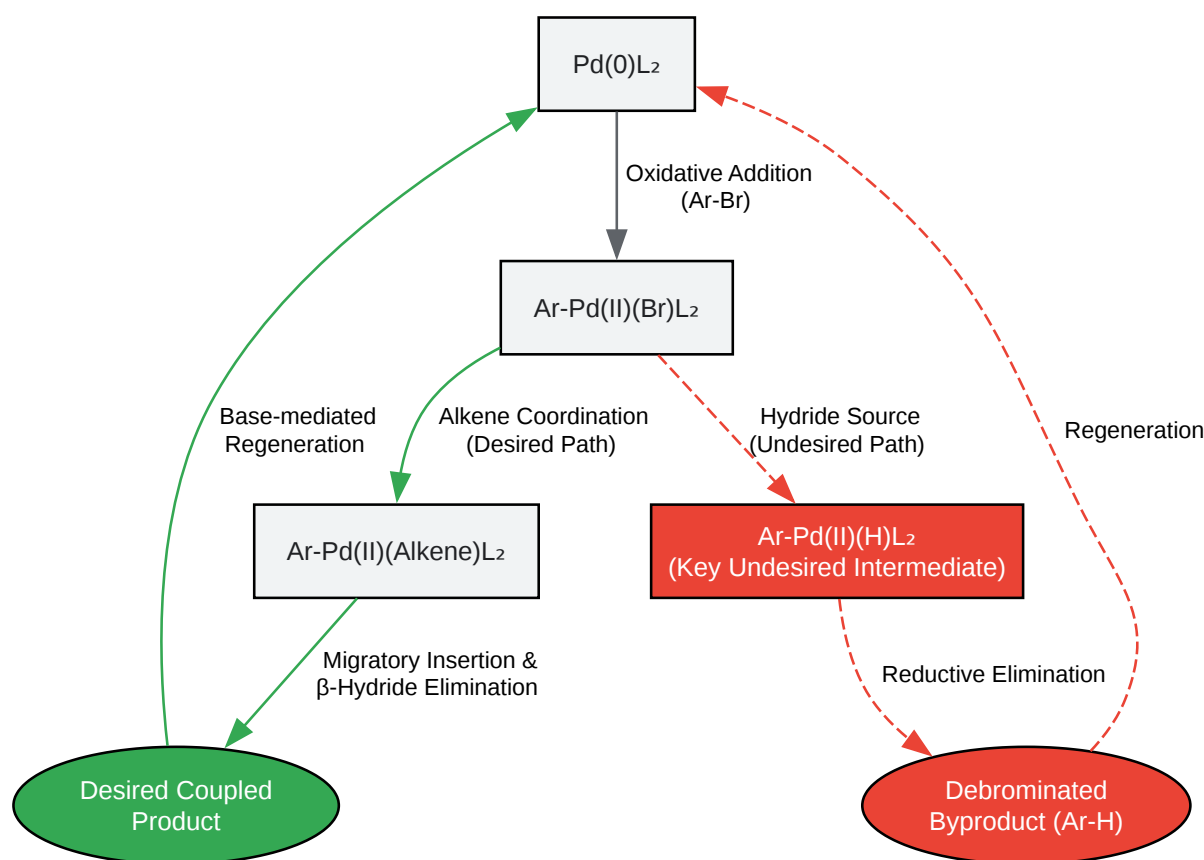 Pd(0)L₂
Oxidative Addition
(Ar-Br)
Ar-Pd(II)(Br)L₂
Base-mediated
Regeneration
Alkene Coordination
(Desired Path)
Hydride Source
(Undesired Path)
Regeneration
Ar-Pd(II)(Alkene)L₂
Ar-Pd(II)(H)L₂
(Key Undesired Intermediate)
Migratory Insertion &
β-Hydride Elimination
Reductive Elimination
Desired Coupled
Product
Debrominated
Byproduct (Ar-H)